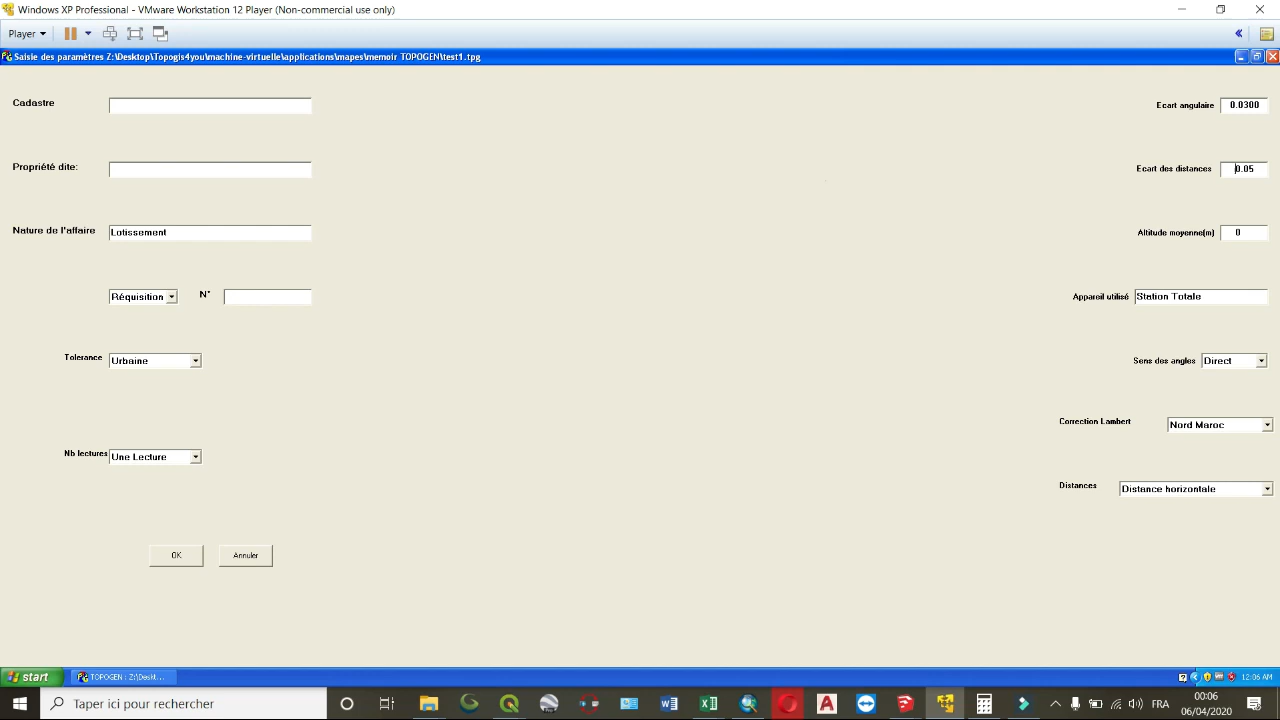 Windows XP Professional - VMware Workstation 12 Player (Non-commercial use only)
Player
Saisie des paramètres Z:\Desktop\Topogis4you\machine-virtuelle\applications\mapes\memoir TOPOGEN\test1.tpg
Cadastre
Ecart angulaire 0.0300
Propriété dite:
Ecart des distances 0.05
Nature de l'affaire Lotissement
Altitude moyenne(m) 0
Réquisition N°
Appareil utilisé Station Totale
Tolerance Urbaine
Sens des angles Direct
Correction Lambert Nord Maroc
Nb lectures Une Lecture
Distances Distance horizontale
OK Annuler
start TOPOGEN : Z:\Deskt... 12:06 AM
Taper ici pour rechercher FRA 00:06
06/04/2020